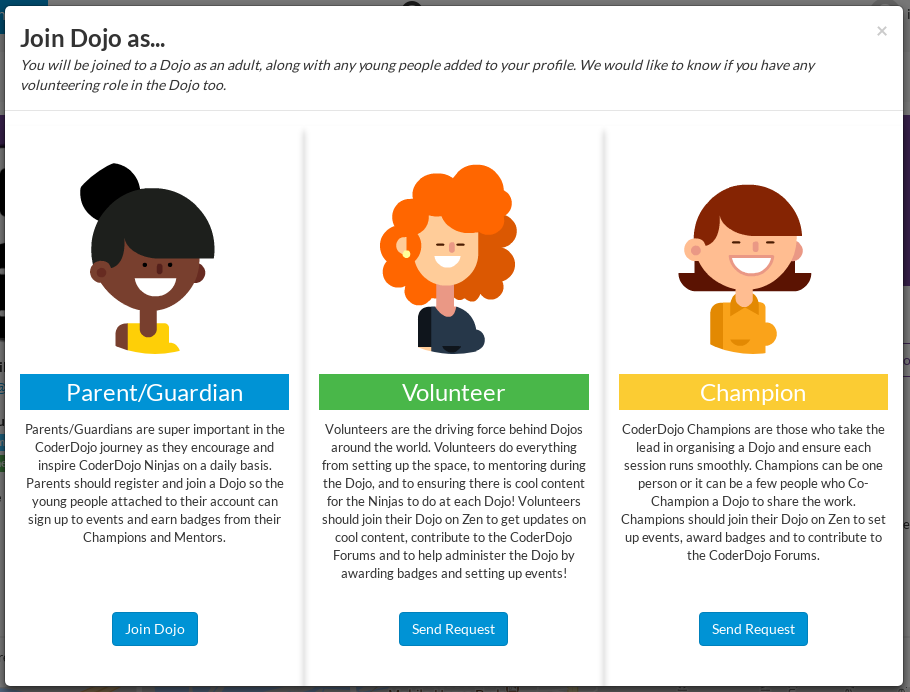 Join Dojo as...
×
You will be joined to a Dojo as an adult, along with any young people added to your profile. We would like to know if you have any
volunteering role in the Dojo too.
Parent/Guardian
Parents/Guardians are super important in the
CoderDojo journey as they encourage and
inspire CoderDojo Ninjas on a daily basis.
Parents should register and join a Dojo so the
young people attached to their account can
sign up to events and earn badges from their
Champions and Mentors.
Join Dojo
Volunteer
Volunteers are the driving force behind Dojos
around the world. Volunteers do everything
from setting up the space, to mentoring during
the Dojo, and to ensuring there is cool content
for the Ninjas to do at each Dojo! Volunteers
should join their Dojo on Zen to get updates on
cool content, contribute to the CoderDojo
Forums and to help administer the Dojo by
awarding badges and setting up events!
Send Request
Champion
CoderDojo Champions are those who take the
lead in organising a Dojo and ensure each
session runs smoothly. Champions can be one
person or it can be a few people who Co-
Champion a Dojo to share the work.
Champions should join their Dojo on Zen to set
up events, award badges and to contribute to
the CoderDojo Forums.
Send Request